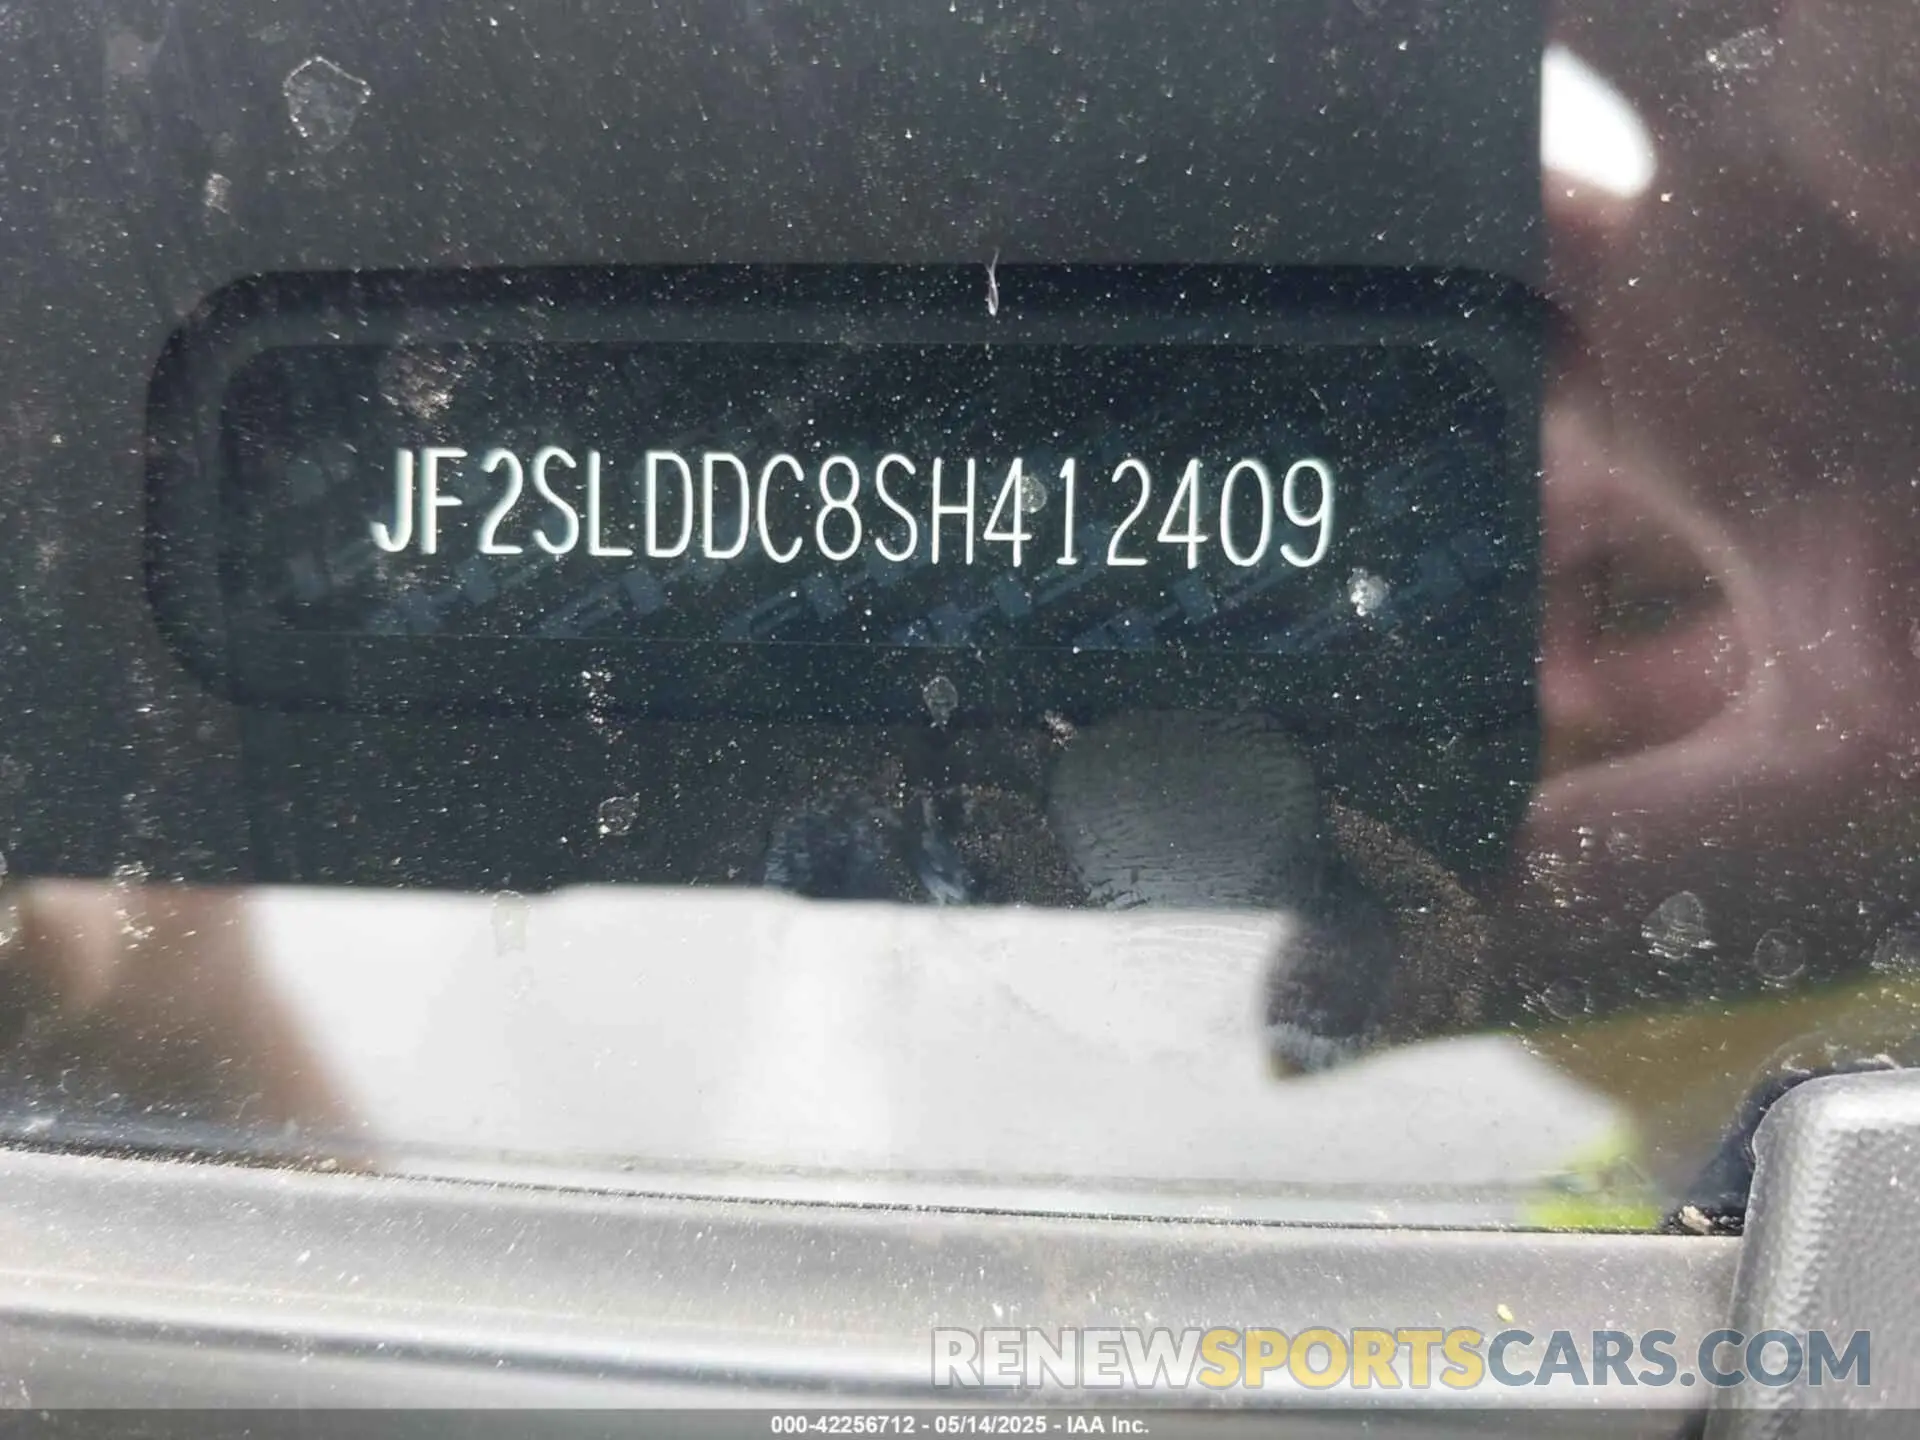 JF2SLDDC8SH412409
RENEWSPORTSCARS.COM
000-42256712 - 05/14/2025 - IAA Inc.